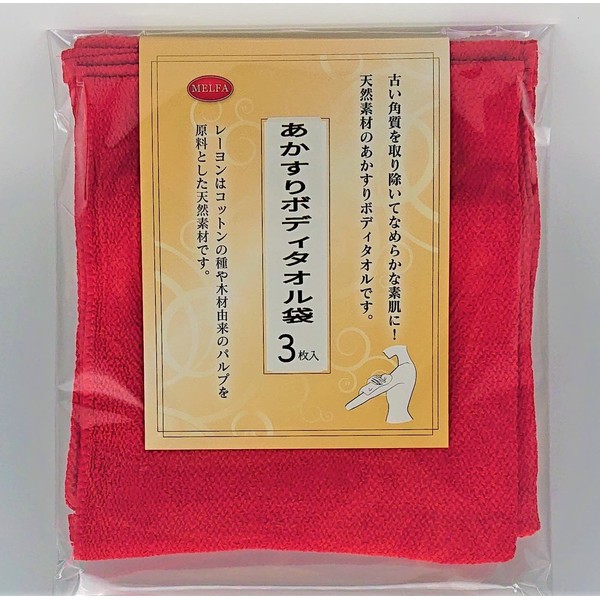 MELFA
古い角質を取り除いてなめらかな素肌に!
天然素材のあかすりボディタオルです。
あかすりボディタオル袋
3枚入
レーヨンはコットンの種や木材由来のパルプを
原料とした天然素材です。